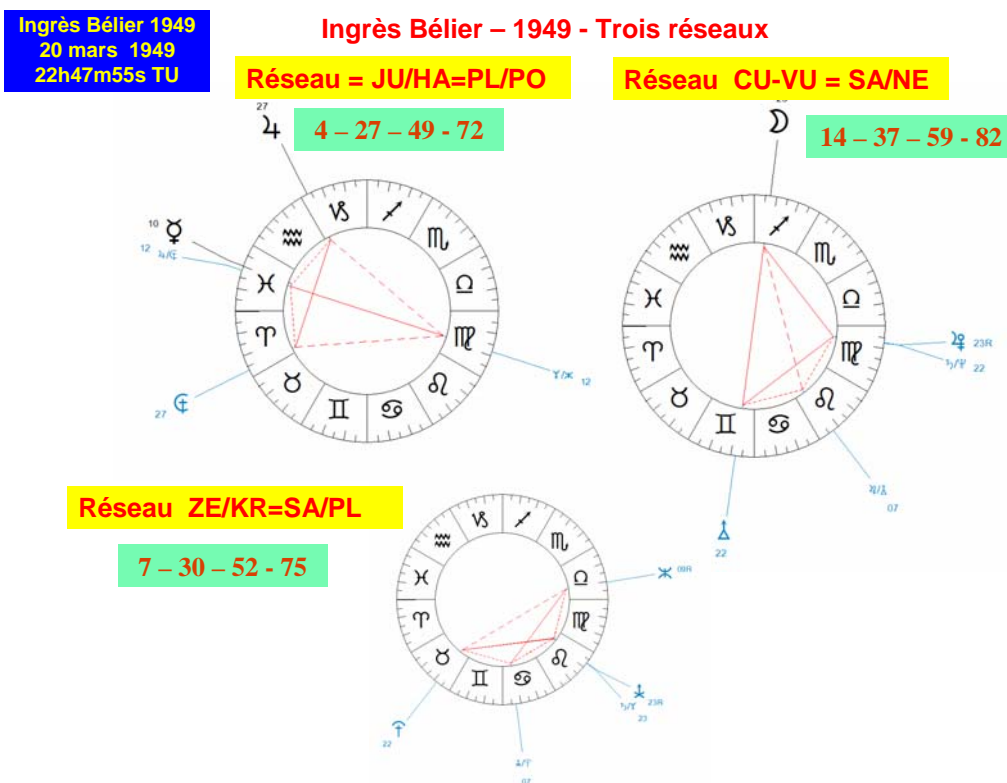 Ingrès Bélier 1949
20 mars 1949
22h47m55s TU
Ingrès Bélier – 1949 - Trois réseaux
Réseau = JU/HA=PL/PO
Réseau CU-VU = SA/NE
4 – 27 – 49 - 72
14 – 37 – 59 - 82
27
10
12
12
27
23R
22
07
22
Réseau ZE/KR=SA/PL
7 – 30 – 52 - 75
09R
23R
23
22
07